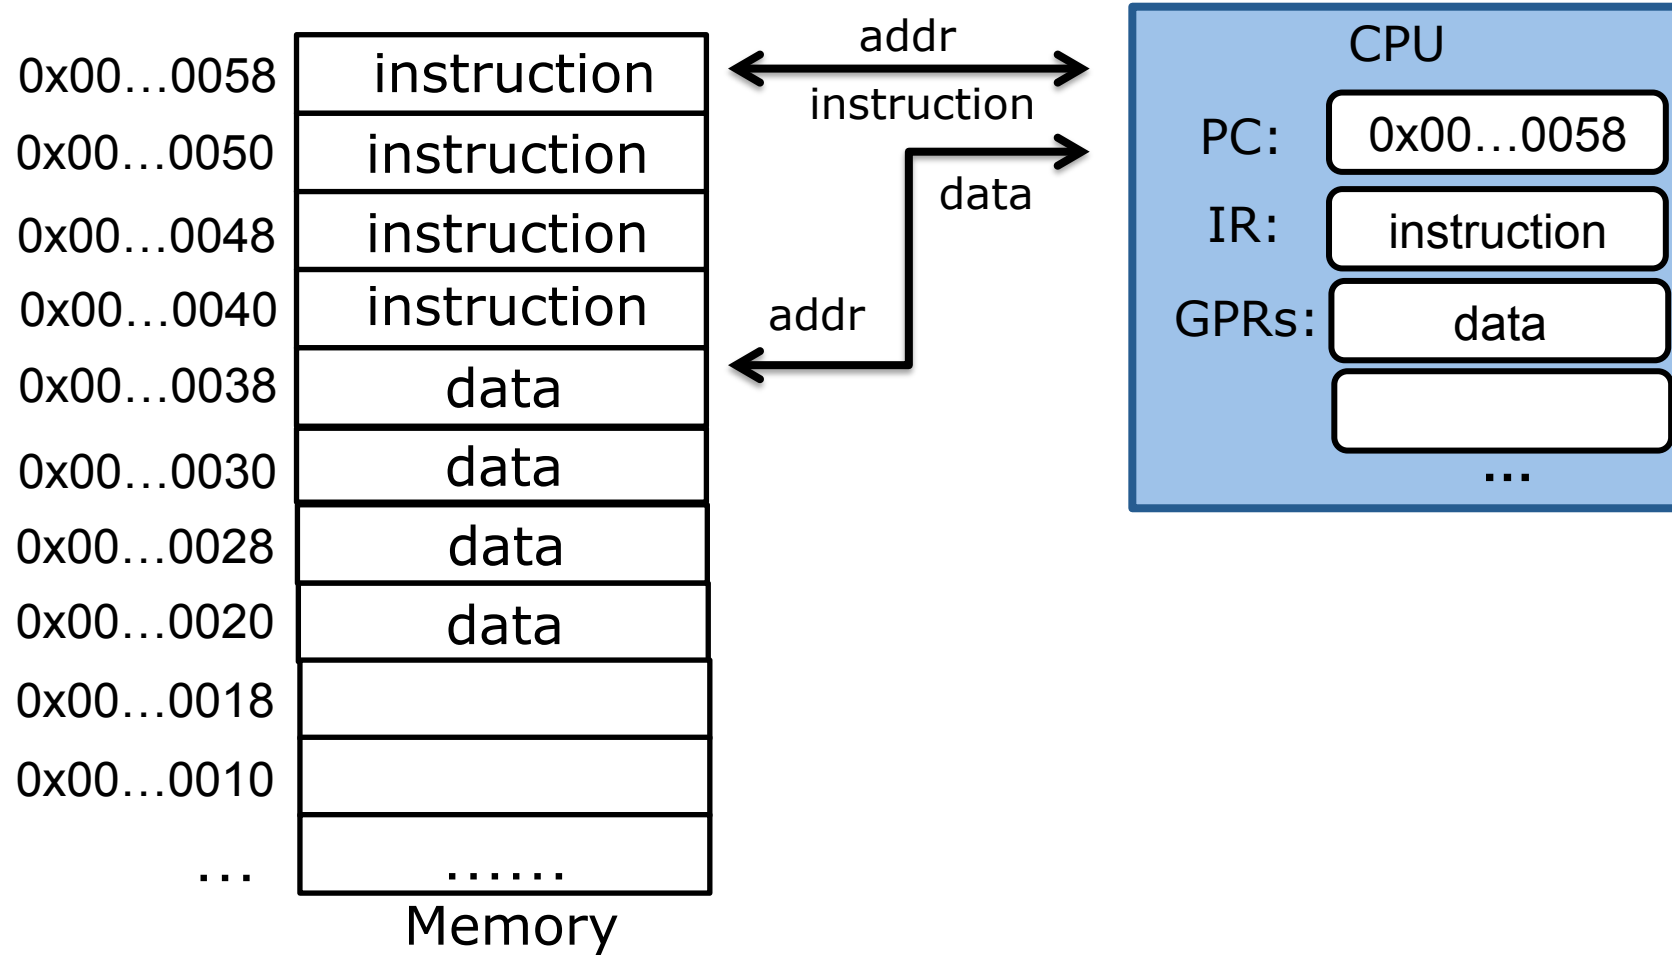 0x00…0058 instruction
0x00…0050 instruction
0x00…0048 instruction
0x00…0040 instruction
0x00…0038 data
0x00…0030 data
0x00…0028 data
0x00…0020 data
0x00…0018
0x00…0010
… ……
Memory
addr
instruction
data
addr
CPU
PC: 0x00…0058
IR: instruction
GPRs: data
…